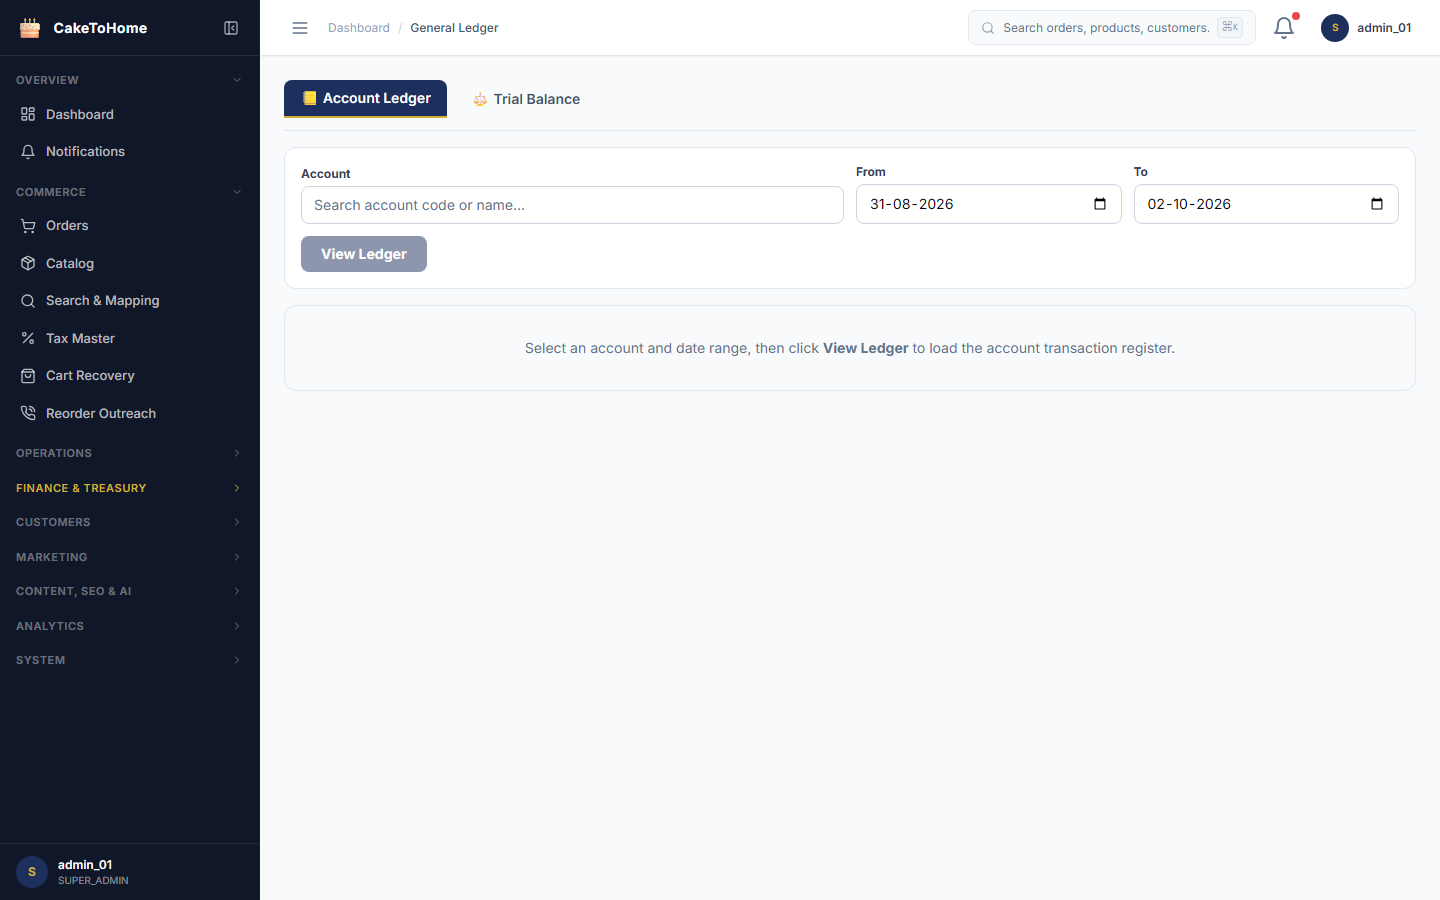 CakeToHome
OVERVIEW
Dashboard
Notifications
COMMERCE
Orders
Catalog
Search & Mapping
Tax Master
Cart Recovery
Reorder Outreach
OPERATIONS
FINANCE & TREASURY
CUSTOMERS
MARKETING
CONTENT, SEO & AI
ANALYTICS
SYSTEM
S admin_01
SUPER_ADMIN
Dashboard / General Ledger
Search orders, products, customers. ⌘K
S admin_01
Account Ledger Trial Balance
Account From To
Search account code or name... 31-08-2026 02-10-2026
View Ledger
Select an account and date range, then click View Ledger to load the account transaction register.